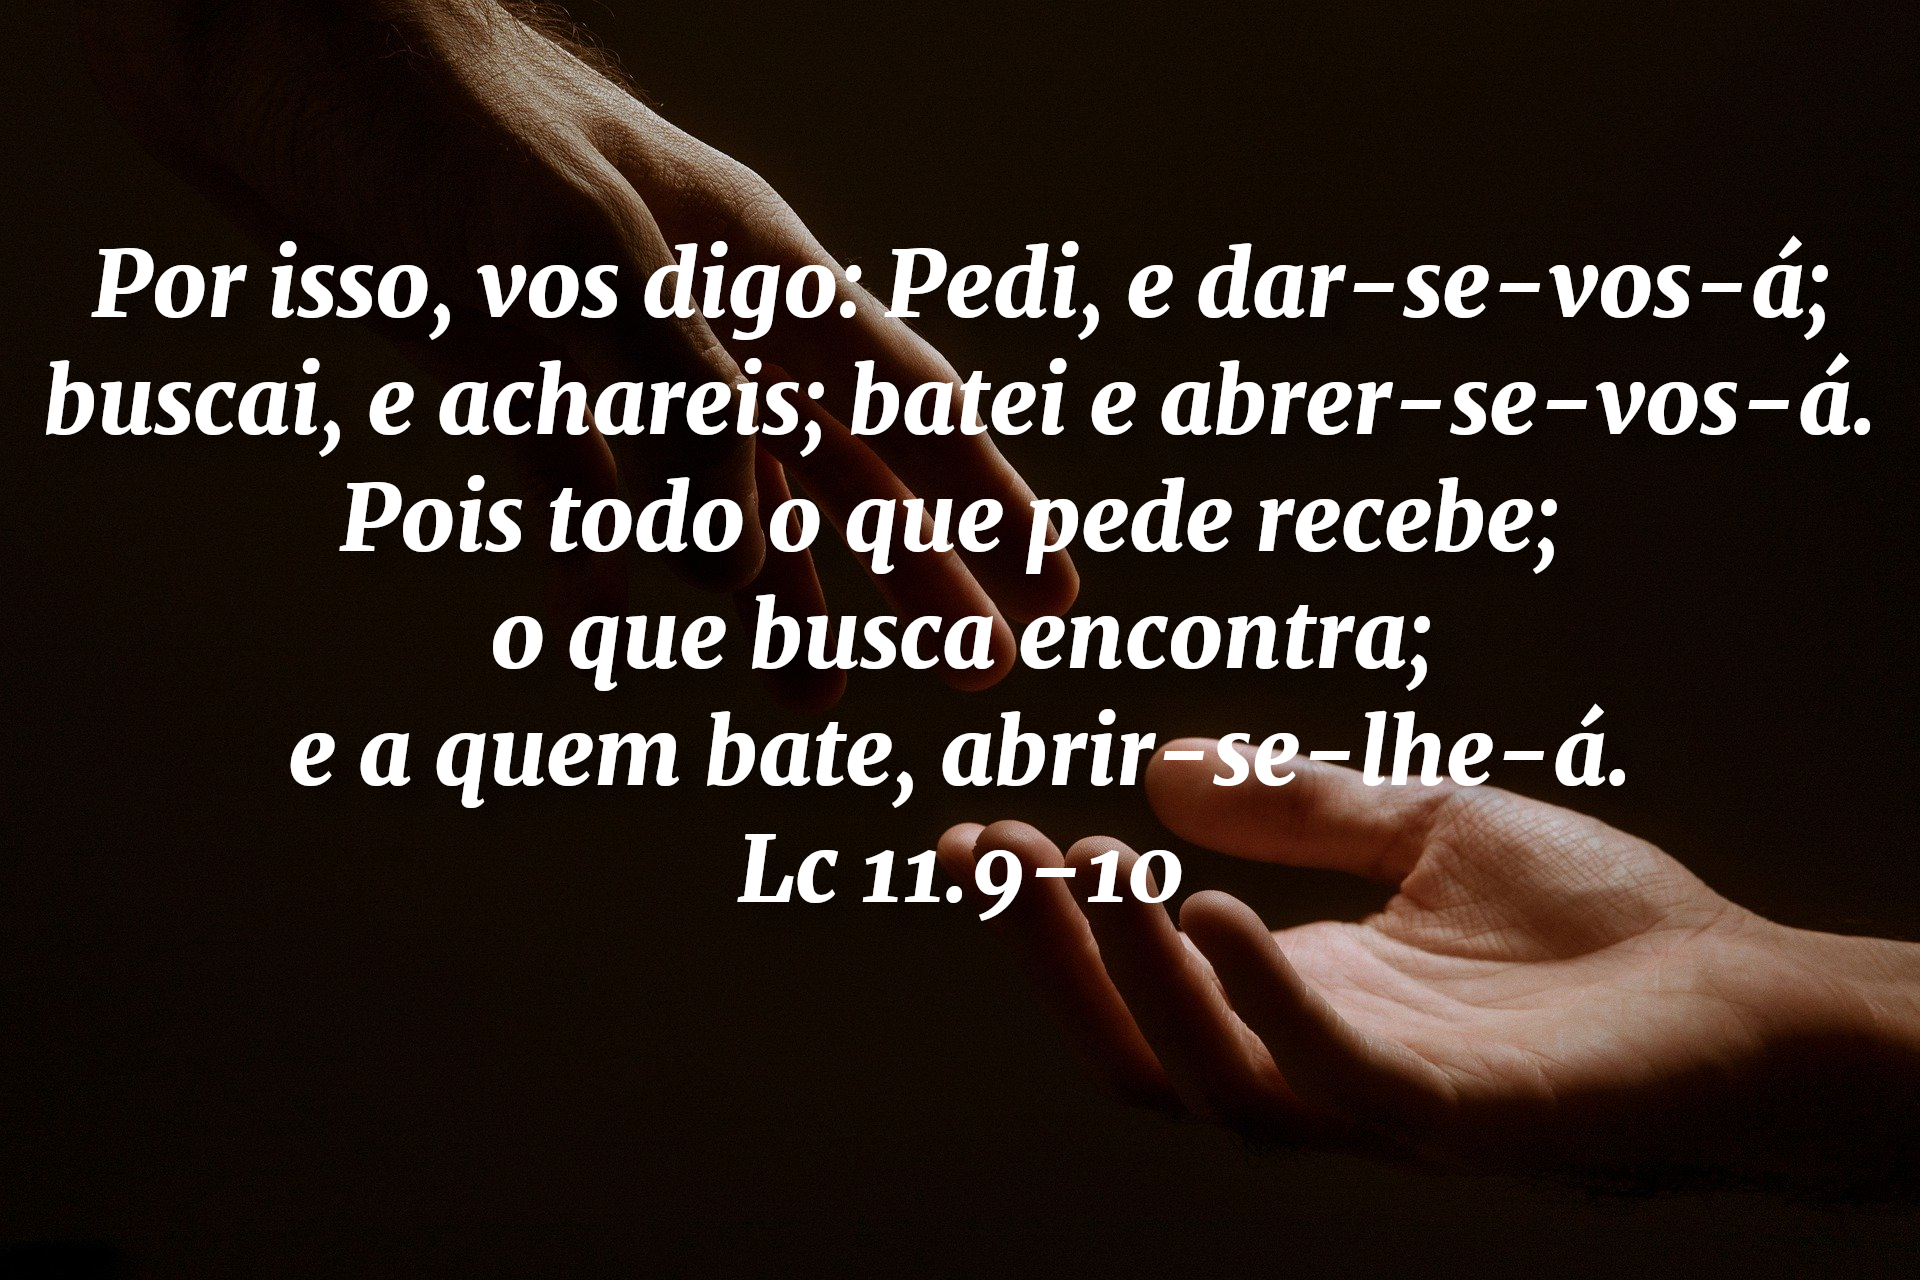 Por isso, vos digo: Pedi, e dar-se-vos-á;
buscai, e achareis; batei e abrer-se-vos-á.
Pois todo o que pede recebe;
o que busca encontra;
e a quem bate, abrir-se-lhe-á.
Lc 11.9-10